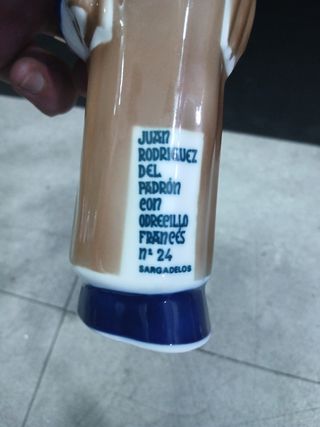 JUAN
RODRIGUEZ
DEL
PADRÓN
CON
ODRECILLO
FRANCÉS
nº 24
SARGADELOS